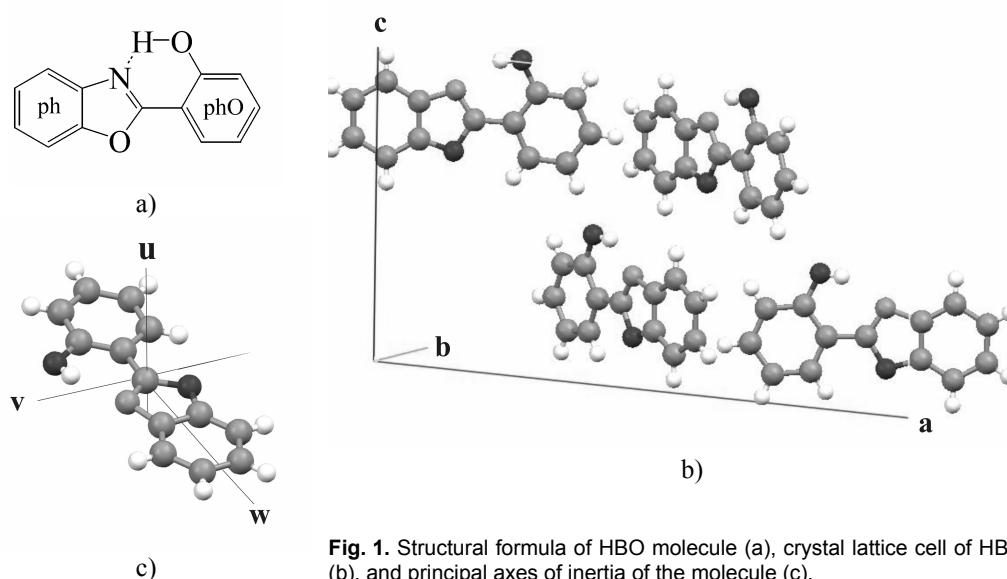 a)
H
O
N
ph
phO
O
a)
u
v
w
c)
c
b
a
b)
Fig. 1. Structural formula of HBO molecule (a), crystal lattice cell of HB
(b), and principal axes of inertia of the molecule (c).